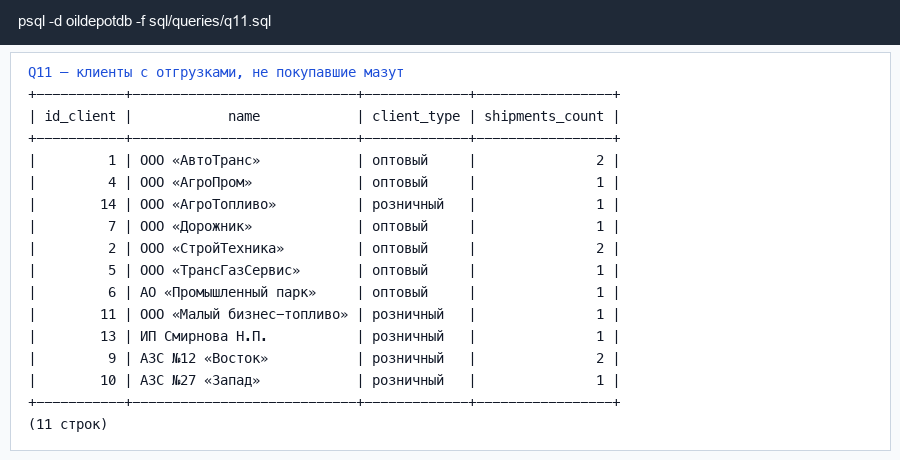 psql -d oildepotdb -f sql/queries/q11.sql
Q11 — клиенты с отгрузками, не покупавшие мазут
+———————————+————————————————————————————+—————————————+—————————————————+
| id_client |            name            | client_type | shipments_count |
+———————————+————————————————————————————+—————————————+—————————————————+
|         1 | ООО «АвтоТранс»            | оптовый     |               2 |
|         4 | ООО «АгроПром»             | оптовый     |               1 |
|        14 | ООО «АгроТопливо»          | розничный   |               1 |
|         7 | ООО «Дорожник»             | оптовый     |               1 |
|         2 | ООО «СтройТехника»         | оптовый     |               2 |
|         5 | ООО «ТрансГазСервис»       | оптовый     |               1 |
|         6 | АО «Промышленный парк»     | оптовый     |               1 |
|        11 | ООО «Малый бизнес—топливо» | розничный   |               1 |
|        13 | ИП Смирнова Н.П.           | розничный   |               1 |
|         9 | АЗС №12 «Восток»           | розничный   |               2 |
|        10 | АЗС №27 «Запад»            | розничный   |               1 |
+———————————+————————————————————————————+—————————————+—————————————————+
(11 строк)